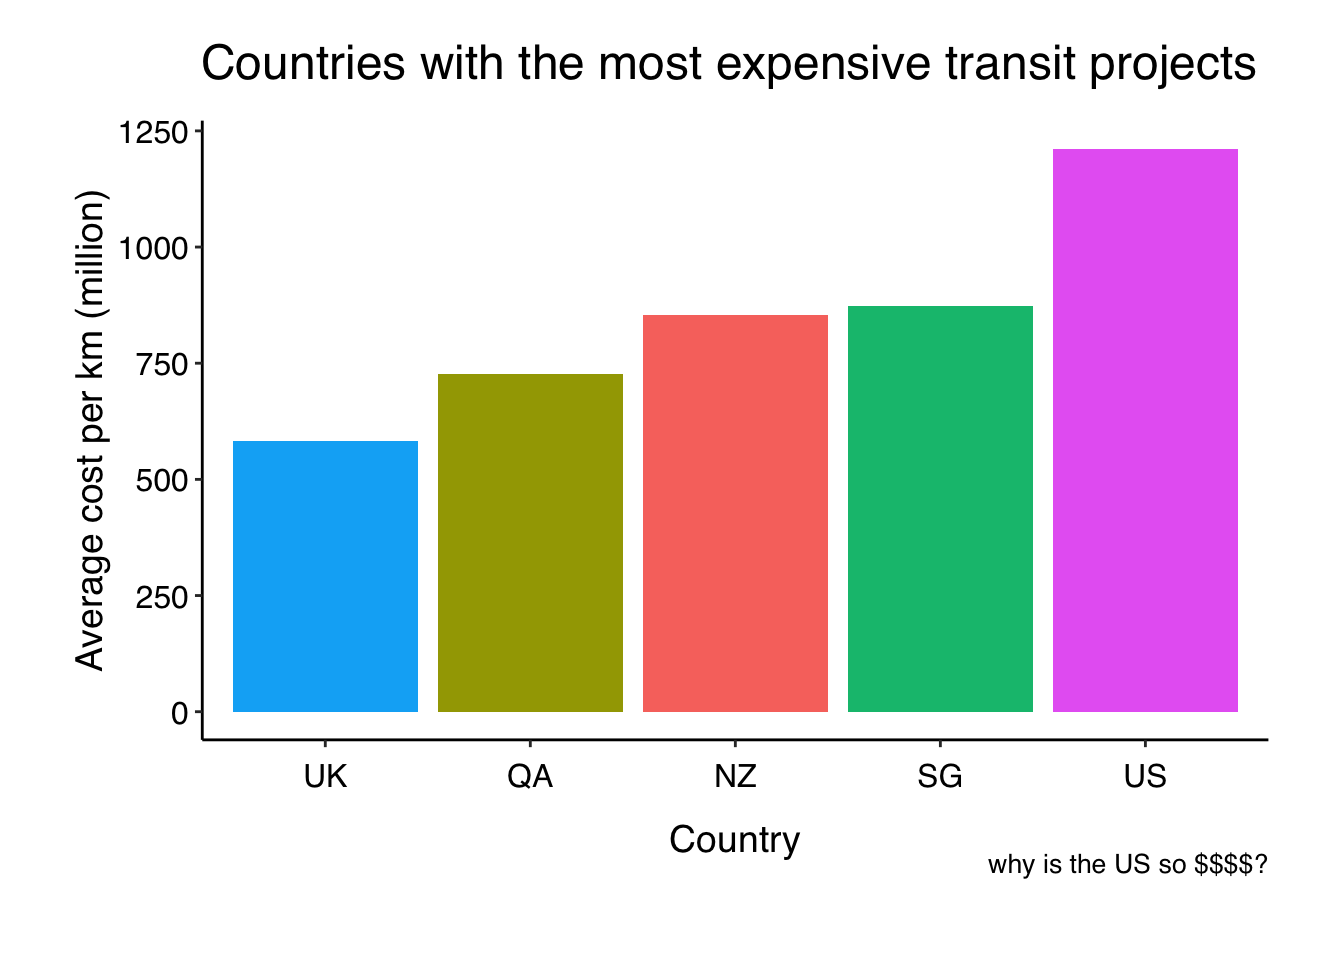 Countries with the most expensive transit projects
Average cost per km (million)
1250
1000
750
500
250
0
UK QA NZ SG US
Country
why is the US so $$$$?